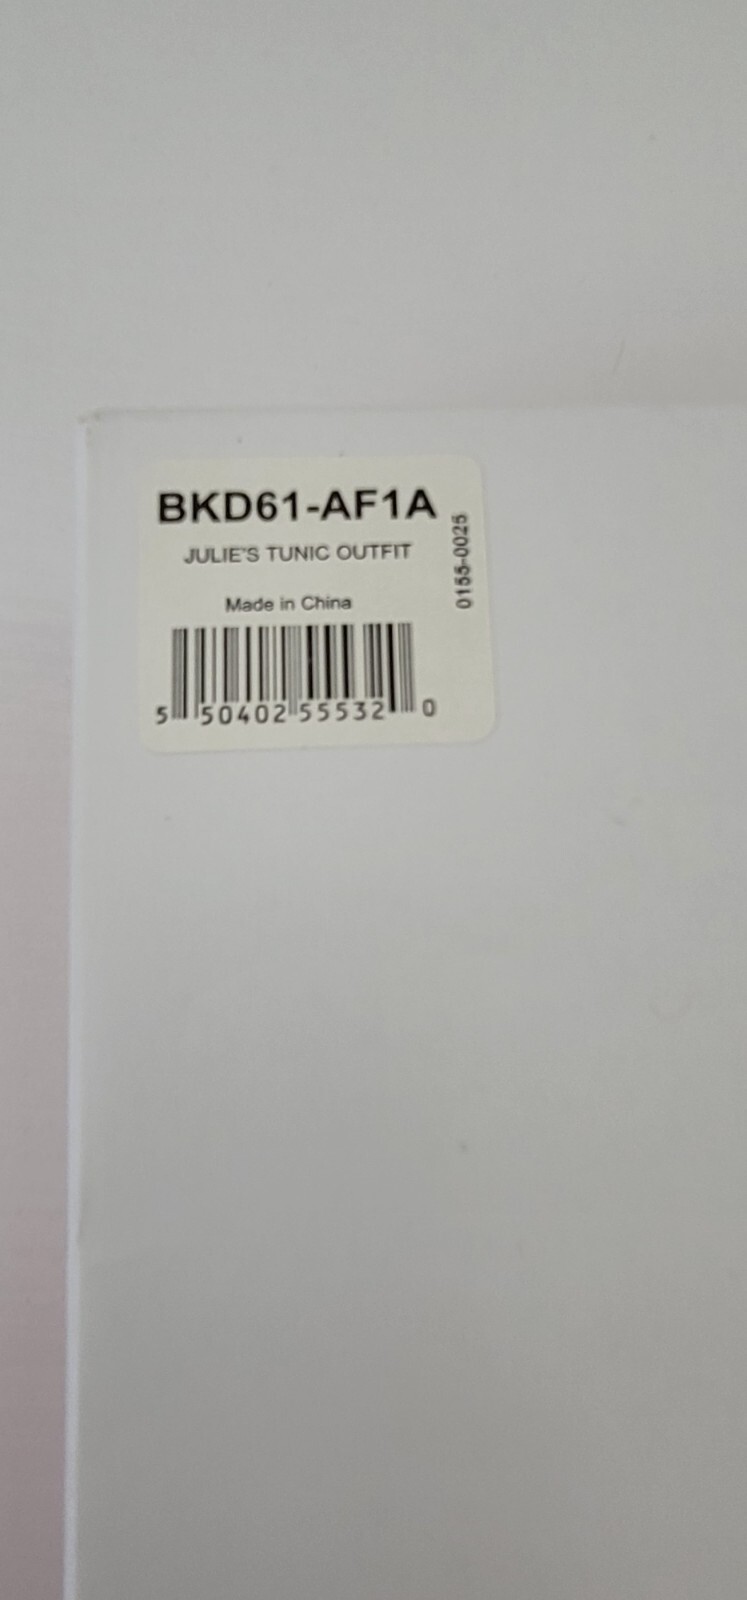 BKD61-AF1A
JULIE'S TUNIC OUTFIT
Made in China
5 50402 55532 0
0155-0025